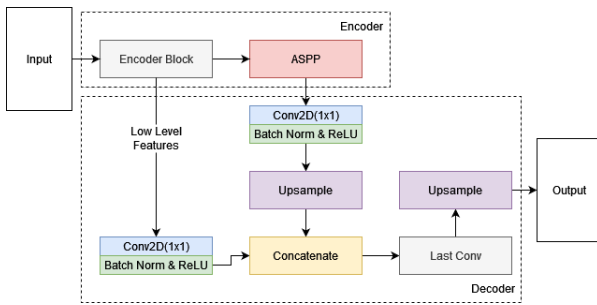 Encoder
Input
Encoder Block
ASPP
Conv2D(1x1)
Batch Norm & ReLU
Low Level
Features
Upsample
Upsample
Output
Conv2D(1x1)
Batch Norm & ReLU
Concatenate
Last Conv
Decoder